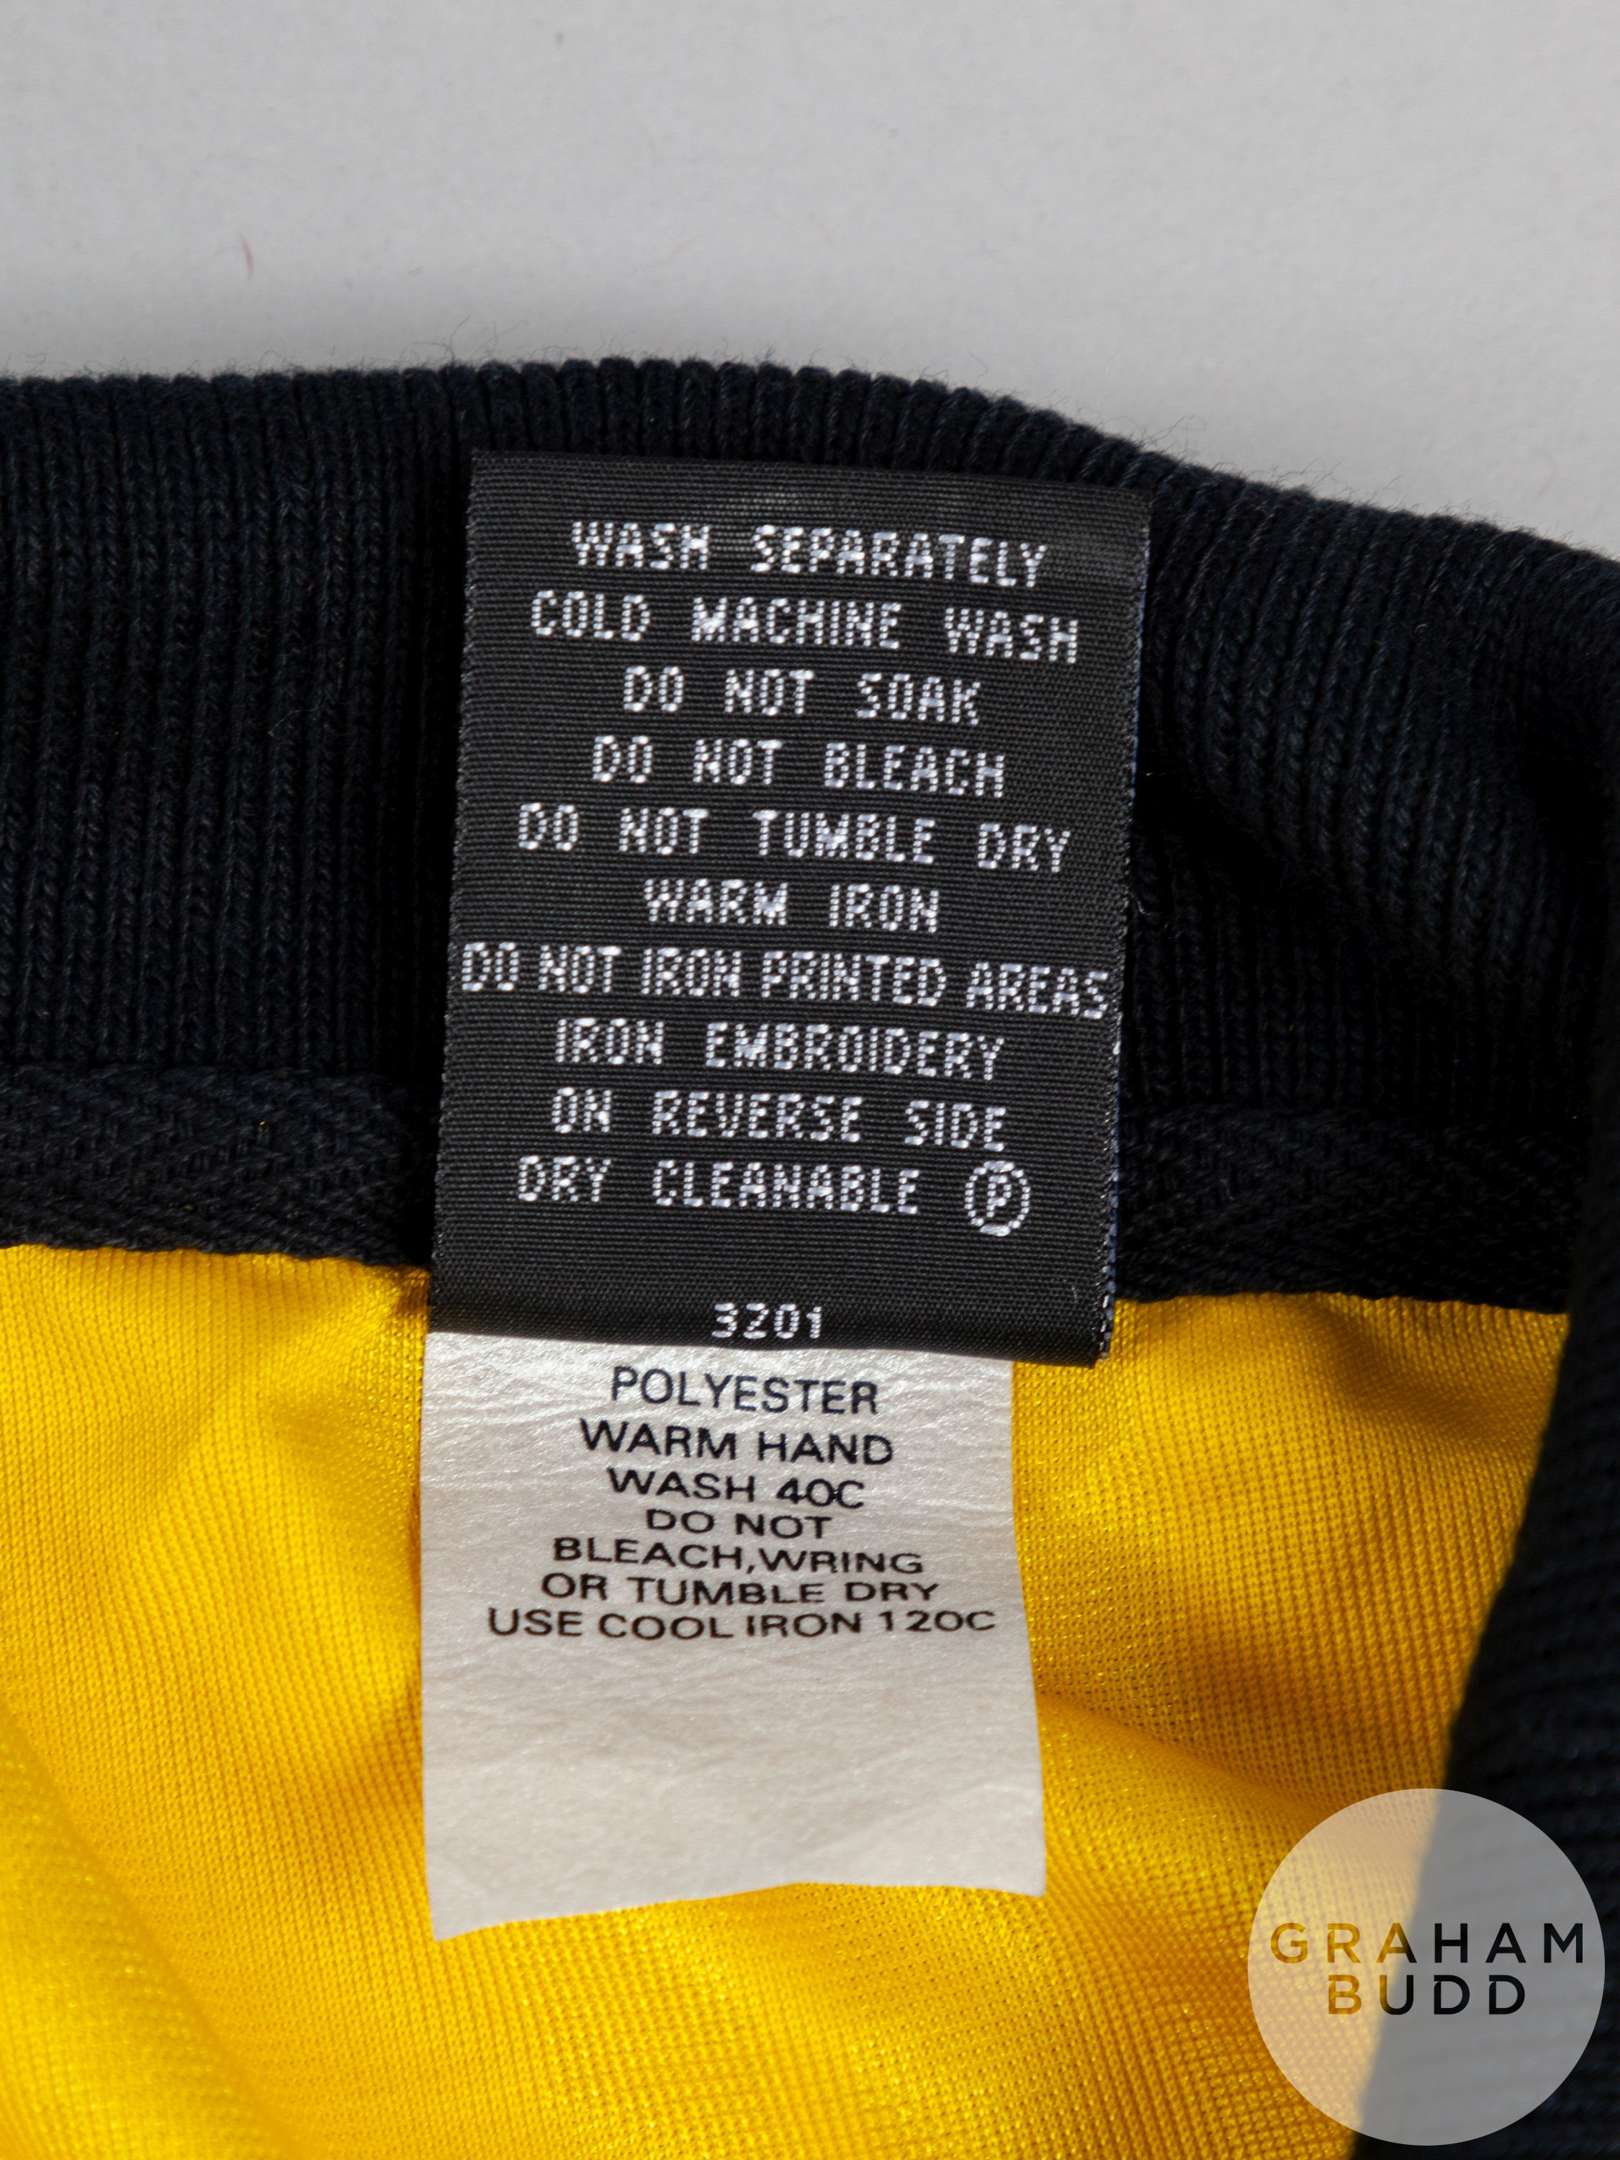 WASH SEPARATELY
COLD MACHINE WASH
DO NOT SOAK
DO NOT BLEACH
DO NOT TUMBLE DRY
WARM IRON
DO NOT IRON PRINTED AREAS
IRON EMBROIDERY
ON REVERSE SIDE
DRY CLEANABLE Ⓟ
3201
POLYESTER
WARM HAND
WASH 40C
DO NOT
BLEACH,WRING
OR TUMBLE DRY
USE COOL IRON 120C
GRAHAM
BUDD